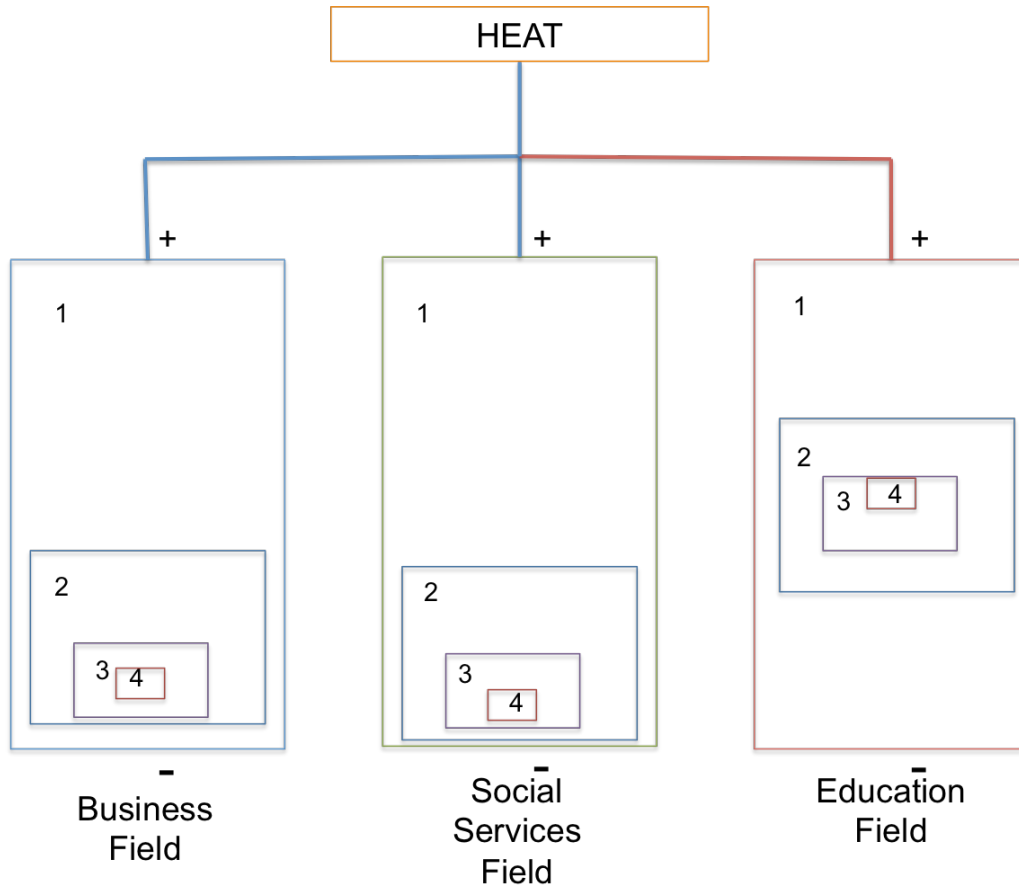 HEAT
+
+
+
1
1
1
2
3
4
2
3
4
2
3
4
-
Business
Field
-
Social
Services
Field
-
Education
Field